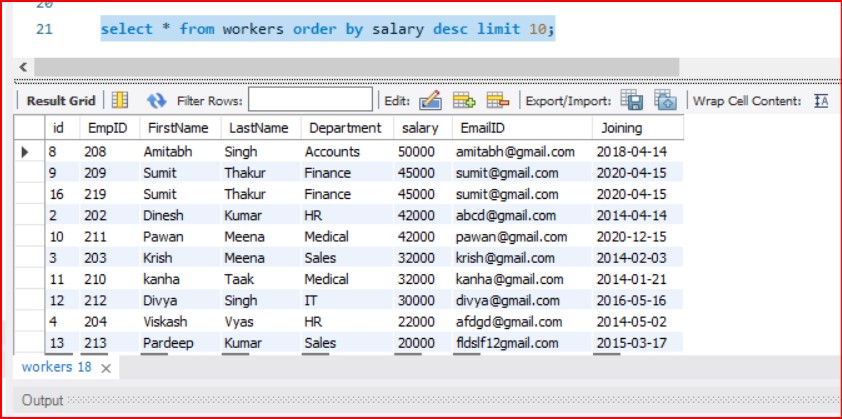 20
21 select * from workers order by salary desc limit 10;
Result Grid Filter Rows: Edit: Export/Import: Wrap Cell Content: IA
id EmpID FirstName LastName Department salary EmailID Joining
8 208 Amitabh Singh Accounts 50000 amitabh@gmail.com 2018-04-14
9 209 Sumit Thakur Finance 45000 sumit@gmail.com 2020-04-15
16 219 Sumit Thakur Finance 45000 sumit@gmail.com 2020-04-15
2 202 Dinesh Kumar HR 42000 abcd@gmail.com 2014-04-14
10 211 Pawan Meena Medical 42000 pawan@gmail.com 2020-12-15
3 203 Krish Meena Sales 32000 krish@gmail.com 2014-02-03
11 210 kanha Taak Medical 32000 kanha@gmail.com 2014-01-21
12 212 Divya Singh IT 30000 divya@gmail.com 2016-05-16
4 204 Viskash Vyas HR 22000 afdgd@gmail.com 2014-05-02
13 213 Pardeep Kumar Sales 20000 fldslf12gmail.com 2015-03-17
workers 18
Output